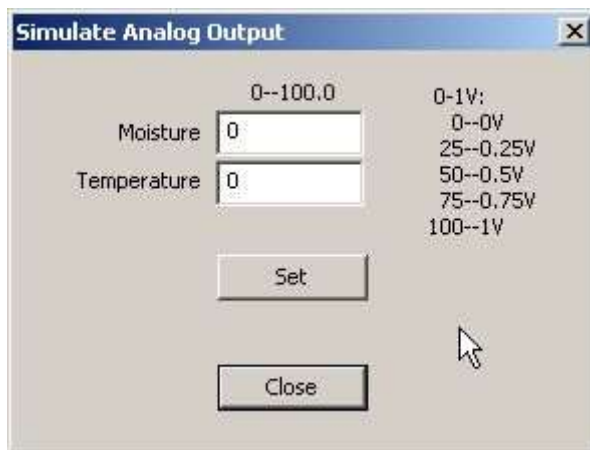 Simulate Analog Output
0--100.0
Moisture 0
Temperature 0
0-1V:
0--0V
25--0.25V
50--0.5V
75--0.75V
100--1V
Set
Close